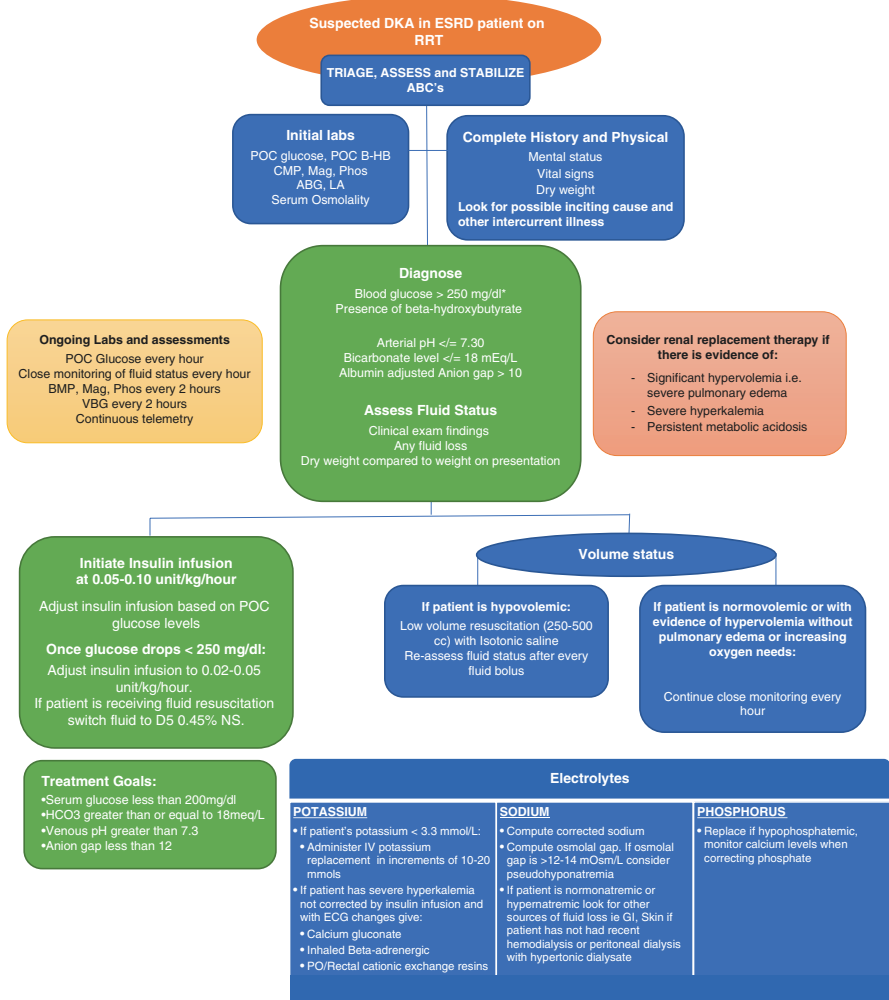 Suspected DKA in ESRD patient on
RRT
TRIAGE, ASSESS and STABILIZE
ABC's
Initial labs
POC glucose, POC B-HB
CMP, Mag, Phos
ABG, LA
Serum Osmolality
Complete History and Physical
Mental status
Vital signs
Dry weight
Look for possible inciting cause and
other intercurrent illness
Diagnose
Blood glucose > 250 mg/dl*
Presence of beta-hydroxybutyrate
Arterial pH </= 7.30
Bicarbonate level </= 18 mEq/L
Albumin adjusted Anion gap > 10
Assess Fluid Status
Clinical exam findings
Any fluid loss
Dry weight compared to weight on presentation
Ongoing Labs and assessments
POC Glucose every hour
Close monitoring of fluid status every hour
BMP, Mag, Phos every 2 hours
VBG every 2 hours
Continuous telemetry
Consider renal replacement therapy if
there is evidence of:
- Significant hypervolemia i.e.
severe pulmonary edema
- Severe hyperkalemia
- Persistent metabolic acidosis
Initiate Insulin infusion
at 0.05-0.10 unit/kg/hour
Adjust insulin infusion based on POC
glucose levels
Once glucose drops < 250 mg/dl:
Adjust insulin infusion to 0.02-0.05
unit/kg/hour.
If patient is receiving fluid resuscitation
switch fluid to D5 0.45% NS.
Volume status
If patient is hypovolemic:
Low volume resuscitation (250-500
cc) with Isotonic saline
Re-assess fluid status after every
fluid bolus
If patient is normovolemic or with
evidence of hypervolemia without
pulmonary edema or increasing
oxygen needs:
Continue close monitoring every
hour
Treatment Goals:
•Serum glucose less than 200mg/dl
•HCO3 greater than or equal to 18meq/L
•Venous pH greater than 7.3
•Anion gap less than 12
Electrolytes
POTASSIUM
• If patient's potassium < 3.3 mmol/L:
• Administer IV potassium
replacement in increments of 10-20
mmols
• If patient has severe hyperkalemia
not corrected by insulin infusion and
with ECG changes give:
• Calcium gluconate
• Inhaled Beta-adrenergic
• PO/Rectal cationic exchange resins
SODIUM
• Compute corrected sodium
• Compute osmolal gap. If osmolal
gap is >12-14 mOsm/L consider
pseudohyponatremia
• If patient is normonatremic or
hypernatremic look for other
sources of fluid loss ie GI, Skin if
patient has not had recent
hemodialysis or peritoneal dialysis
with hypertonic dialysate
PHOSPHORUS
• Replace if hypophosphatemic,
monitor calcium levels when
correcting phosphate